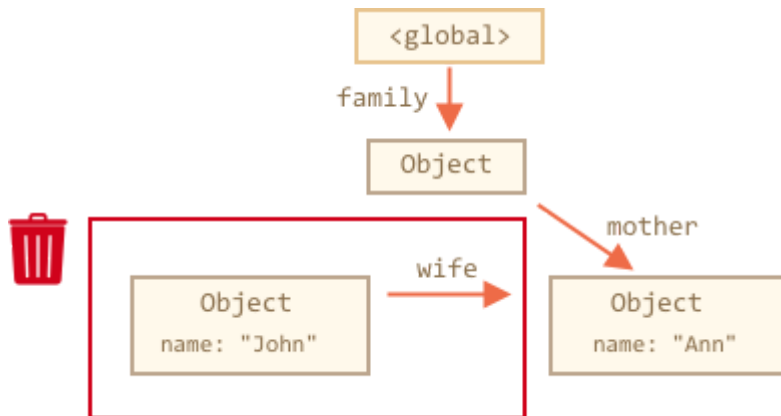 <global>
family
Object
mother
wife
Object
name: "John"
Object
name: "Ann"